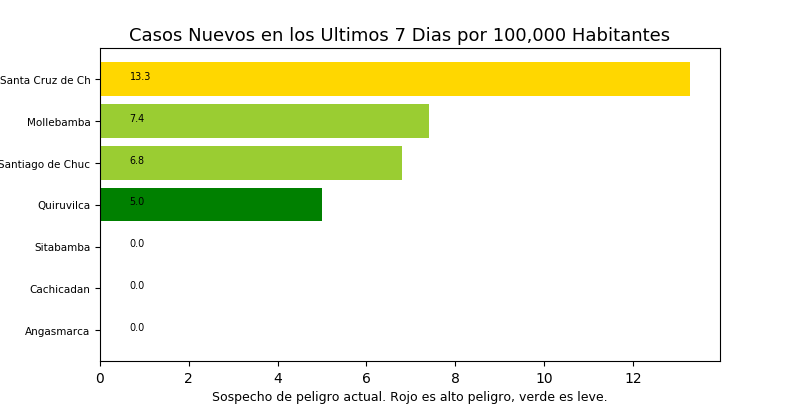 Casos Nuevos en los Ultimos 7 Dias por 100,000 Habitantes
Santa Cruz de Ch 13.3
Mollebamba 7.4
Santiago de Chuc 6.8
Quiruvilca 5.0
Sitabamba 0.0
Cachicadan 0.0
Angasmarca 0.0
0 2 4 6 8 10 12
Sospecho de peligro actual. Rojo es alto peligro, verde es leve.